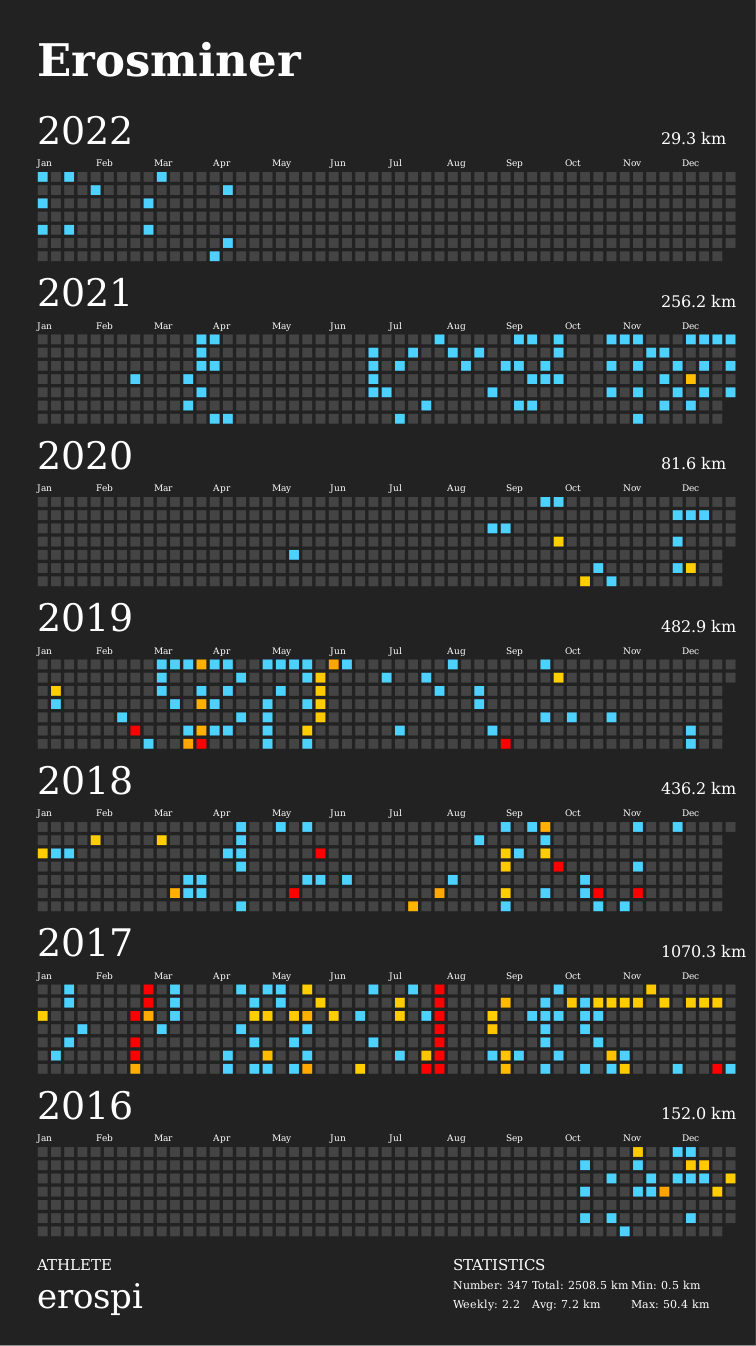 Erosminer
2022
29.3 km
Jan Feb Mar Apr May Jun Jul Aug Sep Oct Nov Dec
2021
256.2 km
Jan Feb Mar Apr May Jun Jul Aug Sep Oct Nov Dec
2020
81.6 km
Jan Feb Mar Apr May Jun Jul Aug Sep Oct Nov Dec
2019
482.9 km
Jan Feb Mar Apr May Jun Jul Aug Sep Oct Nov Dec
2018
436.2 km
Jan Feb Mar Apr May Jun Jul Aug Sep Oct Nov Dec
2017
1070.3 km
Jan Feb Mar Apr May Jun Jul Aug Sep Oct Nov Dec
2016
152.0 km
Jan Feb Mar Apr May Jun Jul Aug Sep Oct Nov Dec
ATHLETE
erospi
STATISTICS
Number: 347 Total: 2508.5 km Min: 0.5 km
Weekly: 2.2 Avg: 7.2 km Max: 50.4 km